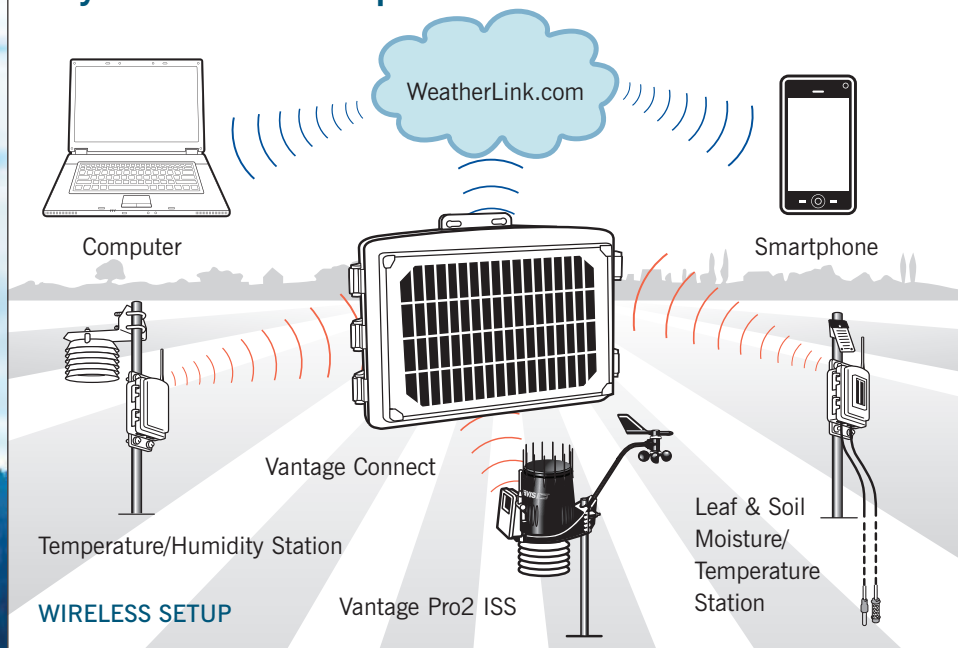 WeatherLink.com
Computer
Smartphone
Vantage Connect
Temperature/Humidity Station
Vantage Pro2 ISS
Leaf & Soil
Moisture/
Temperature
Station
WIRELESS SETUP